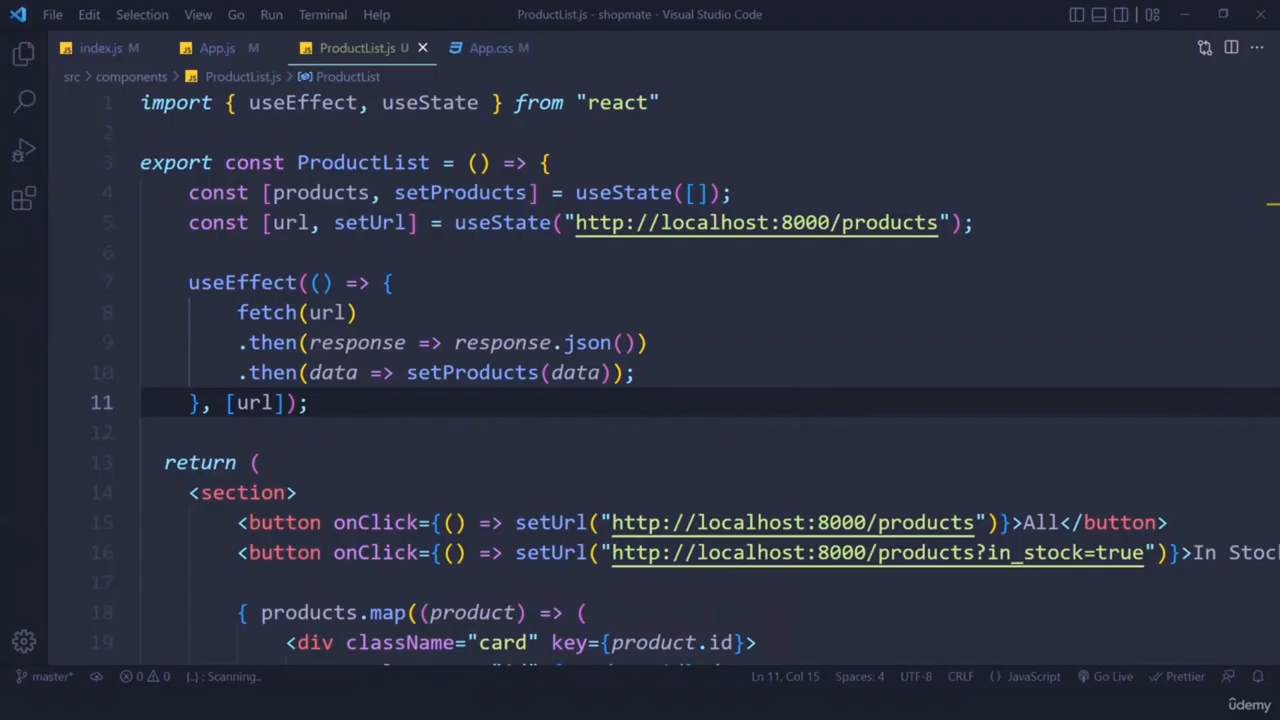 File Edit Selection View Go Run Terminal Help ProductList.js - shopmate - Visual Studio Code
index.js M App.js M ProductList.js U App.css M
src > components > ProductList.js > ProductList
1 import { useEffect, useState } from "react"
2
3 export const ProductList = () => {
4 const [products, setProducts] = useState([]);
5 const [url, setUrl] = useState("http://localhost:8000/products");
6
7 useEffect(() => {
8 fetch(url)
9 .then(response => response.json())
10 .then(data => setProducts(data));
11 }, [url]);
12
13 return (
14 <section>
15 <button onClick={() => setUrl("http://localhost:8000/products")}>All</button>
16 <button onClick={() => setUrl("http://localhost:8000/products?in_stock=true")}>In Stoc
17
18 { products.map((product) => (
19 <div className="card" key={product.id}>
master* 0 0 {..} : Scanning.. Ln 11, Col 15 Spaces: 4 UTF-8 CRLF {} JavaScript Go Live Prettier
ûdemy